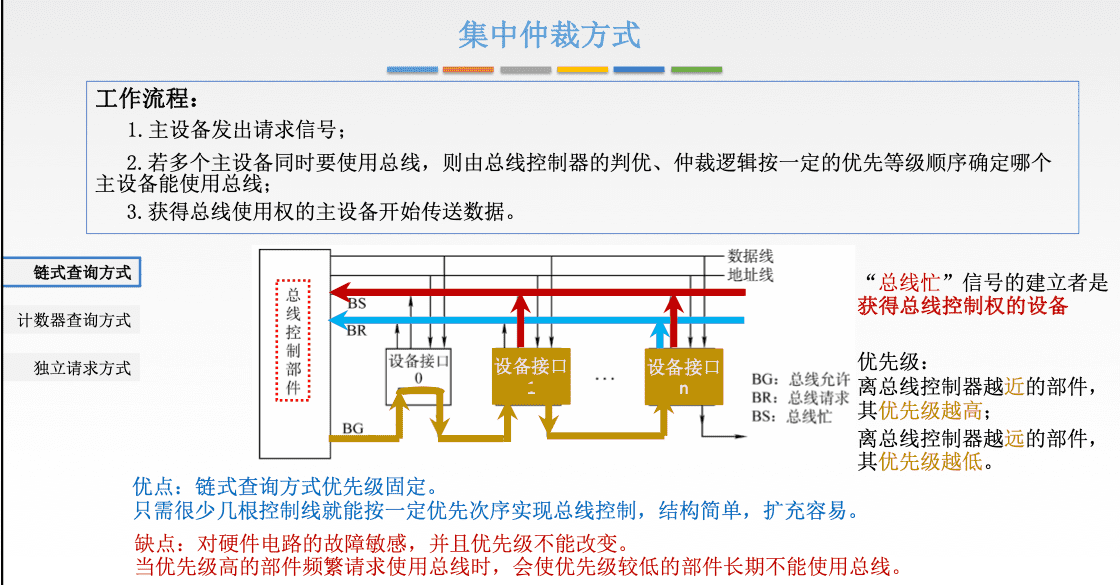 集中仲裁方式
工作流程：
1.主设备发出请求信号；
2.若多个主设备同时要使用总线，则由总线控制器的判优、仲裁逻辑按一定的优先等级顺序确定哪个
主设备能使用总线；
3.获得总线使用权的主设备开始传送数据。
链式查询方式
计数器查询方式
独立请求方式
总线控制部件
数据线
地址线
BS
BR
设备接口
0
设备接口
1
...
设备接口
n
BG
BG：总线允许
BR：总线请求
BS：总线忙
“总线忙”信号的建立者是
获得总线控制权的设备
优先级：
离总线控制器越近的部件，
其优先级越高；
离总线控制器越远的部件，
其优先级越低。
优点：链式查询方式优先级固定。
只需很少几根控制线就能按一定优先次序实现总线控制，结构简单，扩充容易。
缺点：对硬件电路的故障敏感，并且优先级不能改变。
当优先级高的部件频繁请求使用总线时，会使优先级较低的部件长期不能使用总线。